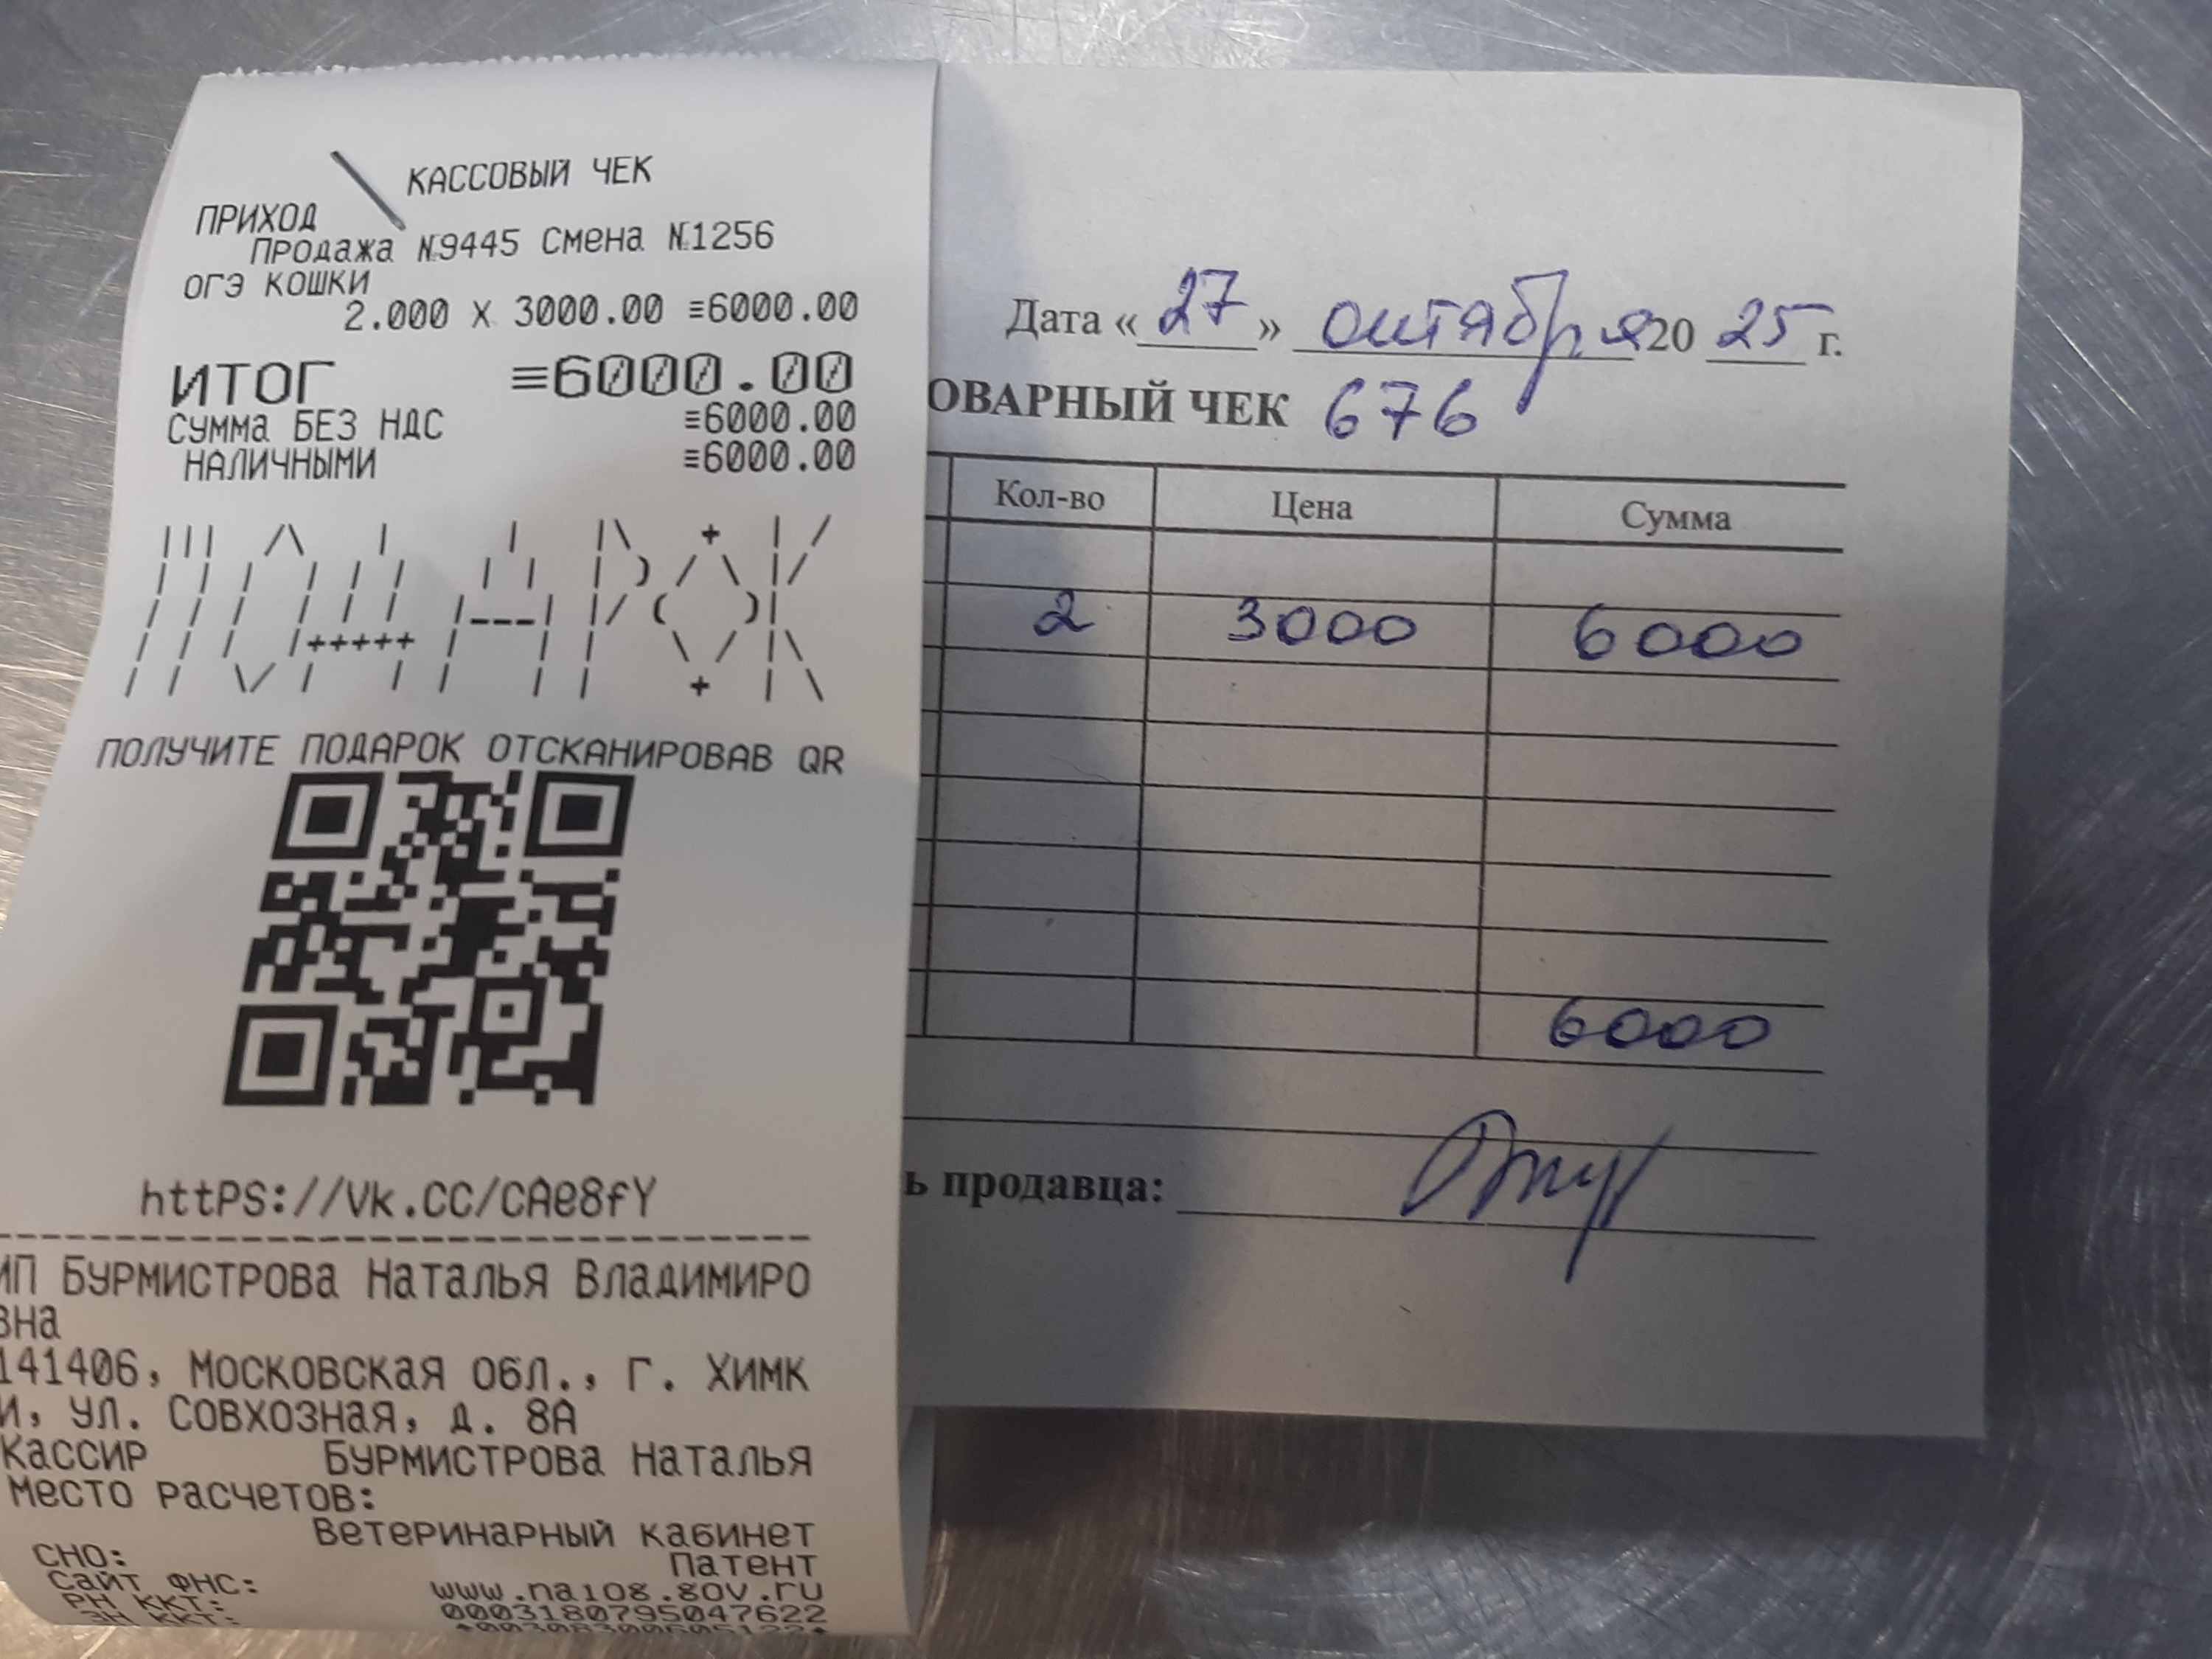 КАССОВЫЙ ЧЕК
ПРИХОД
Продажа №9445 Смена №1256
ОГЭ КОШКИ
2.000 X 3000.00 ≡6000.00
ИТОГ ≡6000.00
Сумма БЕЗ НДС ≡6000.00
НАЛИЧНЫМИ ≡6000.00
ПОЛУЧИТЕ ПОДАРОК ОТСКАНИРОВАВ QR
httPS://Vk.CC/CAe8fY
ИП Бурмистрова Наталья Владимиро
вна
141406, Московская обл., г. Химк
и, ул. Совхозная, д. 8А
Кассир Бурмистрова Наталья
Место расчетов:
Ветеринарный кабинет
СНО: Патент
Сайт ФНС: www.nalog.gov.ru
РН ККТ: 0003180795047622
ЗН ККТ:
Дата «27» октября 2025 г.
ОВАРНЫЙ ЧЕК 676
Кол-во Цена Сумма
2 3000 6000
6000
ь продавца: